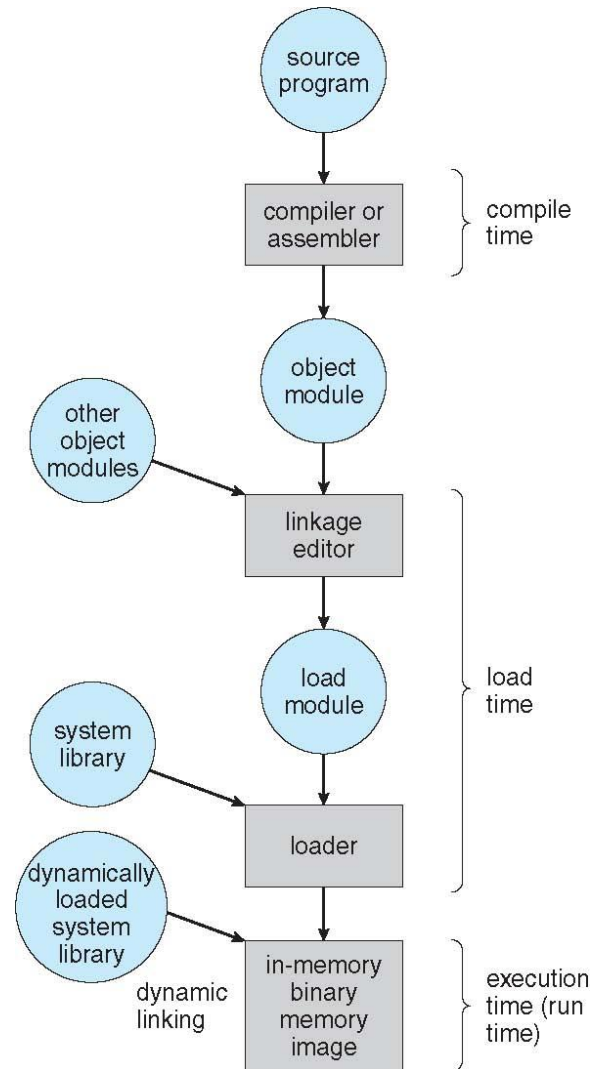 source
program
compiler or
assembler
compile
time
object
module
other
object
modules
linkage
editor
load
module
load
time
system
library
loader
dynamically
loaded
system
library
dynamic
linking
in-memory
binary
memory
image
execution
time (run
time)